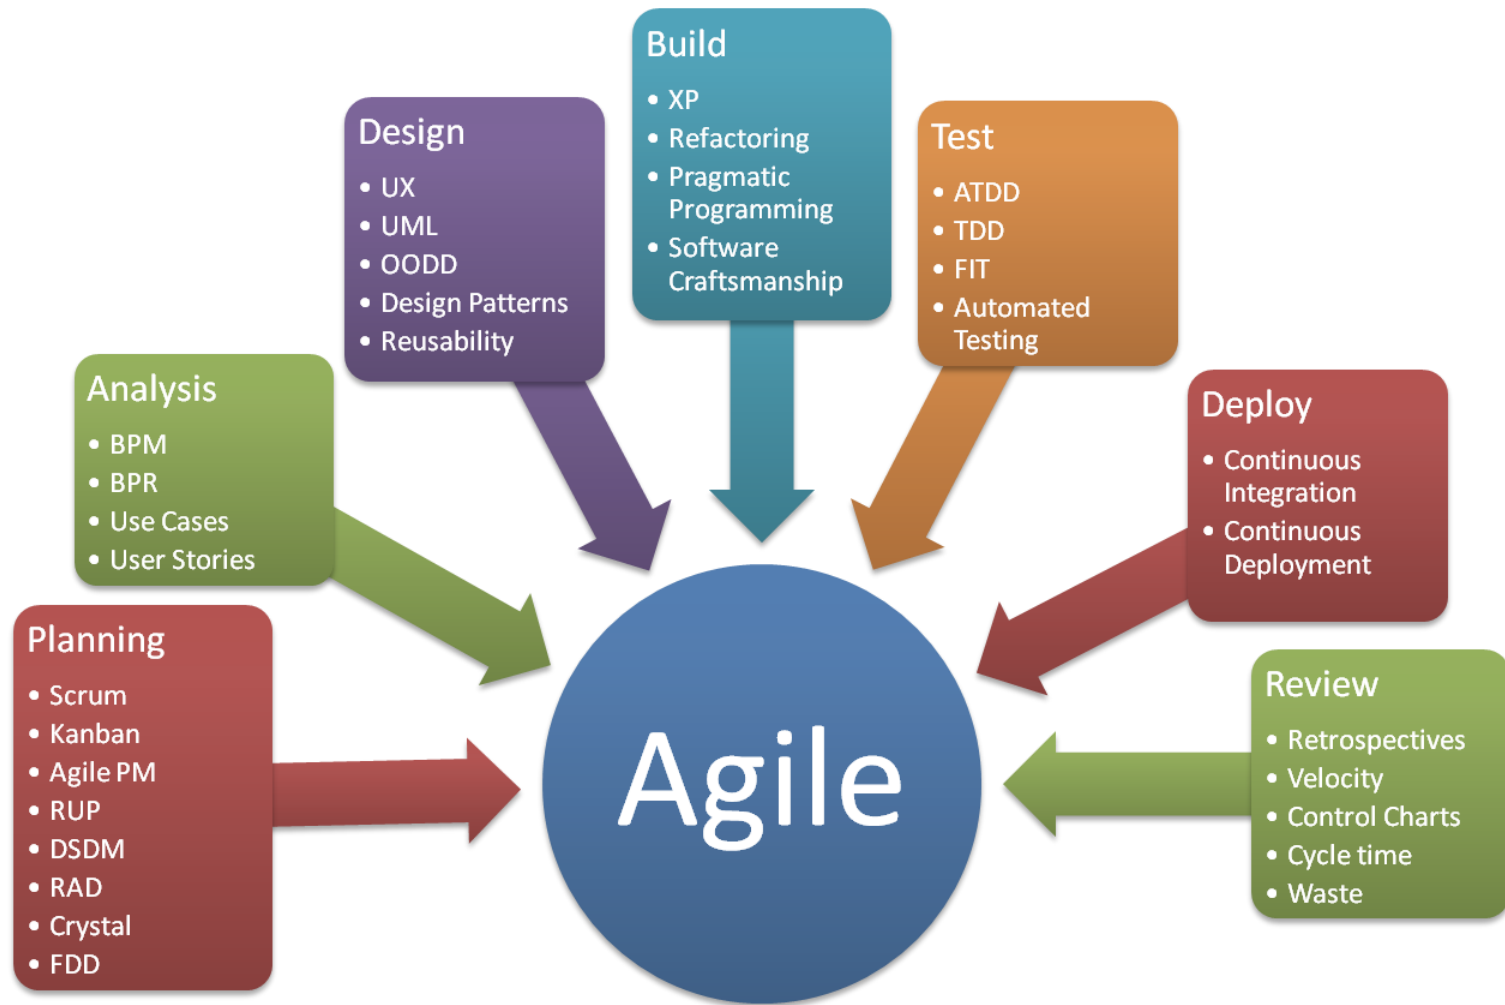 Build
• XP
• Refactoring
• Pragmatic
Programming
• Software
Craftsmanship
Design
• UX
• UML
• OODD
• Design Patterns
• Reusability
Test
• ATDD
• TDD
• FIT
• Automated
Testing
Analysis
• BPM
• BPR
• Use Cases
• User Stories
Deploy
• Continuous
Integration
• Continuous
Deployment
Planning
• Scrum
• Kanban
• Agile PM
• RUP
• DSDM
• RAD
• Crystal
• FDD
Review
• Retrospectives
• Velocity
• Control Charts
• Cycle time
• Waste
Agile